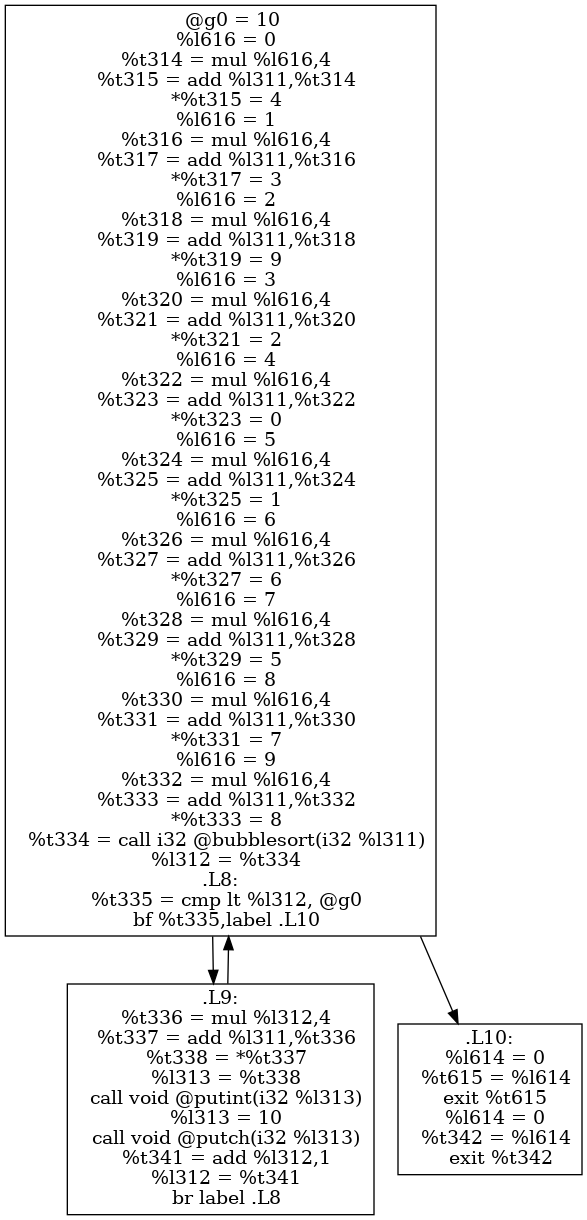 @g0 = 10
%l616 = 0
%t314 = mul %l616,4
%t315 = add %l311,%t314
*%t315 = 4
%l616 = 1
%t316 = mul %l616,4
%t317 = add %l311,%t316
*%t317 = 3
%l616 = 2
%t318 = mul %l616,4
%t319 = add %l311,%t318
*%t319 = 9
%l616 = 3
%t320 = mul %l616,4
%t321 = add %l311,%t320
*%t321 = 2
%l616 = 4
%t322 = mul %l616,4
%t323 = add %l311,%t322
*%t323 = 0
%l616 = 5
%t324 = mul %l616,4
%t325 = add %l311,%t324
*%t325 = 1
%l616 = 6
%t326 = mul %l616,4
%t327 = add %l311,%t326
*%t327 = 6
%l616 = 7
%t328 = mul %l616,4
%t329 = add %l311,%t328
*%t329 = 5
%l616 = 8
%t330 = mul %l616,4
%t331 = add %l311,%t330
*%t331 = 7
%l616 = 9
%t332 = mul %l616,4
%t333 = add %l311,%t332
*%t333 = 8
%t334 = call i32 @bubblesort(i32 %l311)
%l312 = %t334
.L8:
%t335 = cmp lt %l312, @g0
bf %t335,label .L10
.L9:
%t336 = mul %l312,4
%t337 = add %l311,%t336
%t338 = *%t337
%l313 = %t338
call void @putint(i32 %l313)
%l313 = 10
call void @putch(i32 %l313)
%t341 = add %l312,1
%l312 = %t341
br label .L8
.L10:
%l614 = 0
%t615 = %l614
exit %t615
%l614 = 0
%t342 = %l614
exit %t342